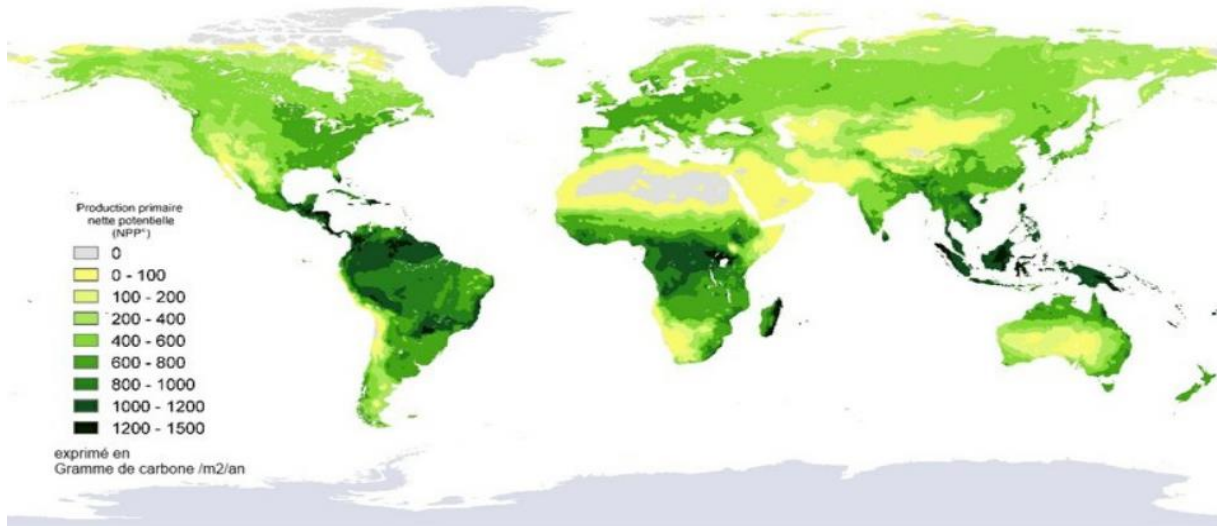 Production primaire
nette potentielle
(NPP*)
0
0 - 100
100 - 200
200 - 400
400 - 600
600 - 800
800 - 1000
1000 - 1200
1200 - 1500
exprimé en
Gramme de carbone /m2/an